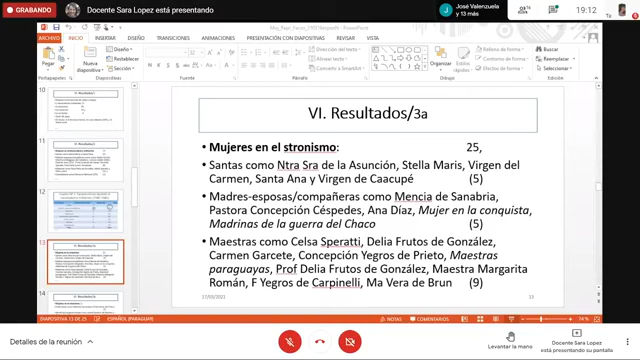 GRABANDO
Docente Sara Lopez está presentando
José Valenzuela
y 13 más
19:12
ARCHIVO INICIO INSERTAR DISEÑO TRANSICIONES ANIMACIONES PRESENTACIÓN CON DIAPOSITIVAS REVISAR VISTA
Pegar
Nueva
diapositiva
Diseño
Restablecer
Sección
Dirección del texto
Alinear texto
Convertir a SmartArt
Organizar
Estilos
rápidos
Relleno de forma
Contorno de forma
Efectos de forma
Buscar
Reemplazar
Seleccionar
Portapapeles
Diapositivas
Fuente
Párrafo
Dibujo
Edición
10
11
12
13
14
VI. Resultados/3a
• Mujeres en el stronismo: 25,
• Santas como Ntra Sra de la Asunción, Stella Maris, Virgen del
Carmen, Santa Ana y Virgen de Caacupé (5)
• Madres-esposas/compañeras como Mencia de Sanabria,
Pastora Concepción Céspedes, Ana Díaz, Mujer en la conquista,
Madrinas de la guerra del Chaco (5)
• Maestras como Celsa Speratti, Delia Frutos de González,
Carmen Garcete, Concepción Yegros de Prieto, Maestras
paraguayas, Prof Delia Frutos de González, Maestra Margarita
Román, F Yegros de Carpinelli, Ma Vera de Brun (9)
17/03/2021
13
DIAPOSITIVA 13 DE 25 ESPAÑOL (PARAGUAY) NOTAS COMENTARIOS 74 %
Detalles de la reunión
Levantar la mano
Docente Sara Lopez
está presentando su pantalla